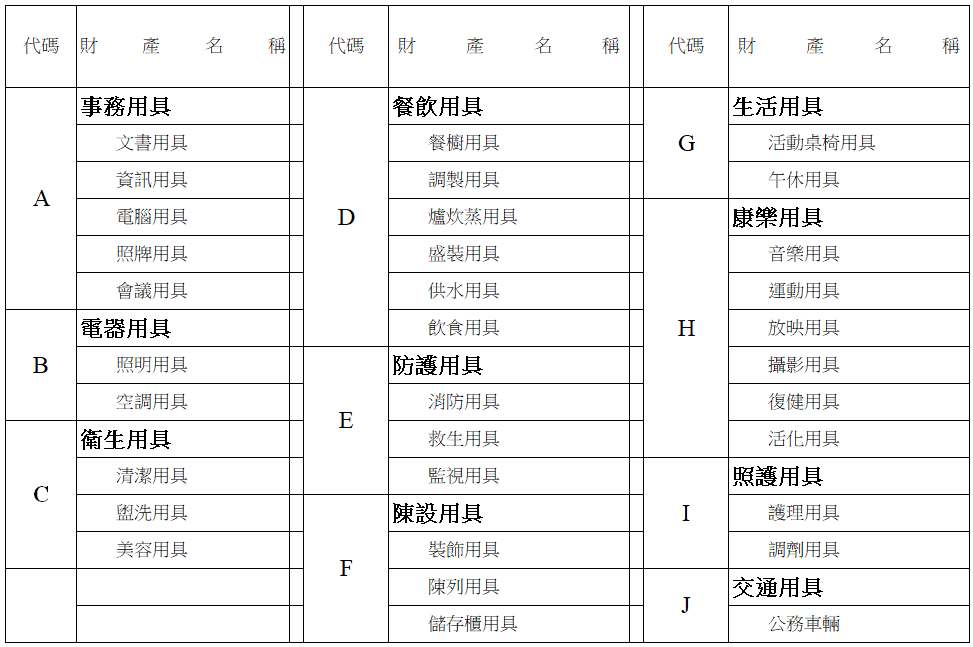 代碼 財產名稱 代碼 財產名稱 代碼 財產名稱
A
事務用具
文書用具
資訊用具
電腦用具
照牌用具
會議用具
B
電器用具
照明用具
空調用具
C
衛生用具
清潔用具
盥洗用具
美容用具
D
餐飲用具
餐櫥用具
調製用具
爐炊蒸用具
盛裝用具
供水用具
飲食用具
E
防護用具
消防用具
救生用具
監視用具
F
陳設用具
裝飾用具
陳列用具
儲存櫃用具
G
生活用具
活動桌椅用具
午休用具
H
康樂用具
音樂用具
運動用具
放映用具
攝影用具
復健用具
活化用具
I
照護用具
護理用具
調劑用具
J
交通用具
公務車輛